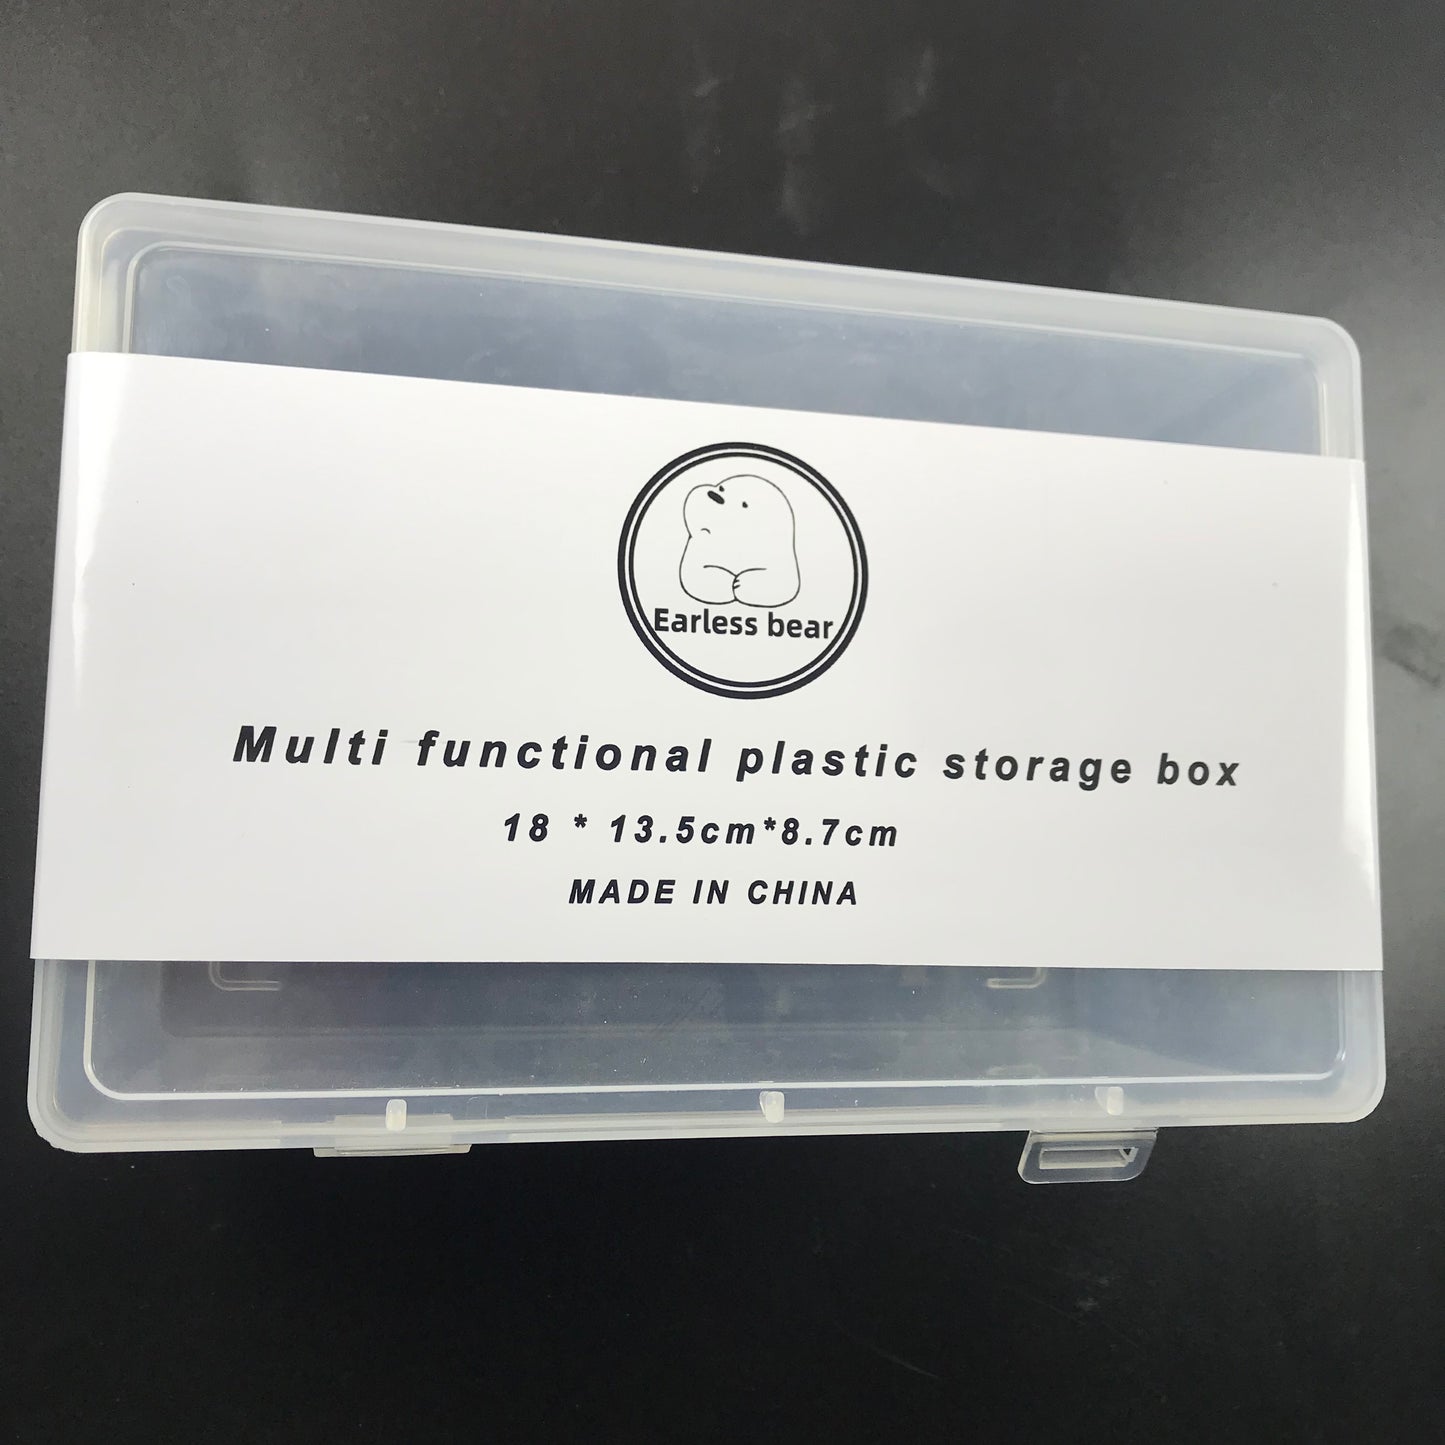 Earless bear
Multi functional plastic storage box
18 * 13.5cm*8.7cm
MADE IN CHINA